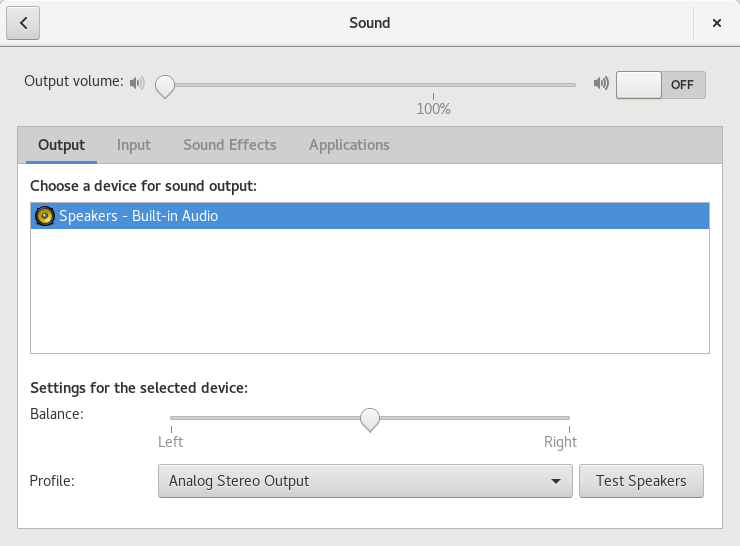 Sound
Output volume:
OFF
100%
Output Input Sound Effects Applications
Choose a device for sound output:
Speakers - Built-in Audio
Settings for the selected device:
Balance:
Left Right
Profile: Analog Stereo Output Test Speakers